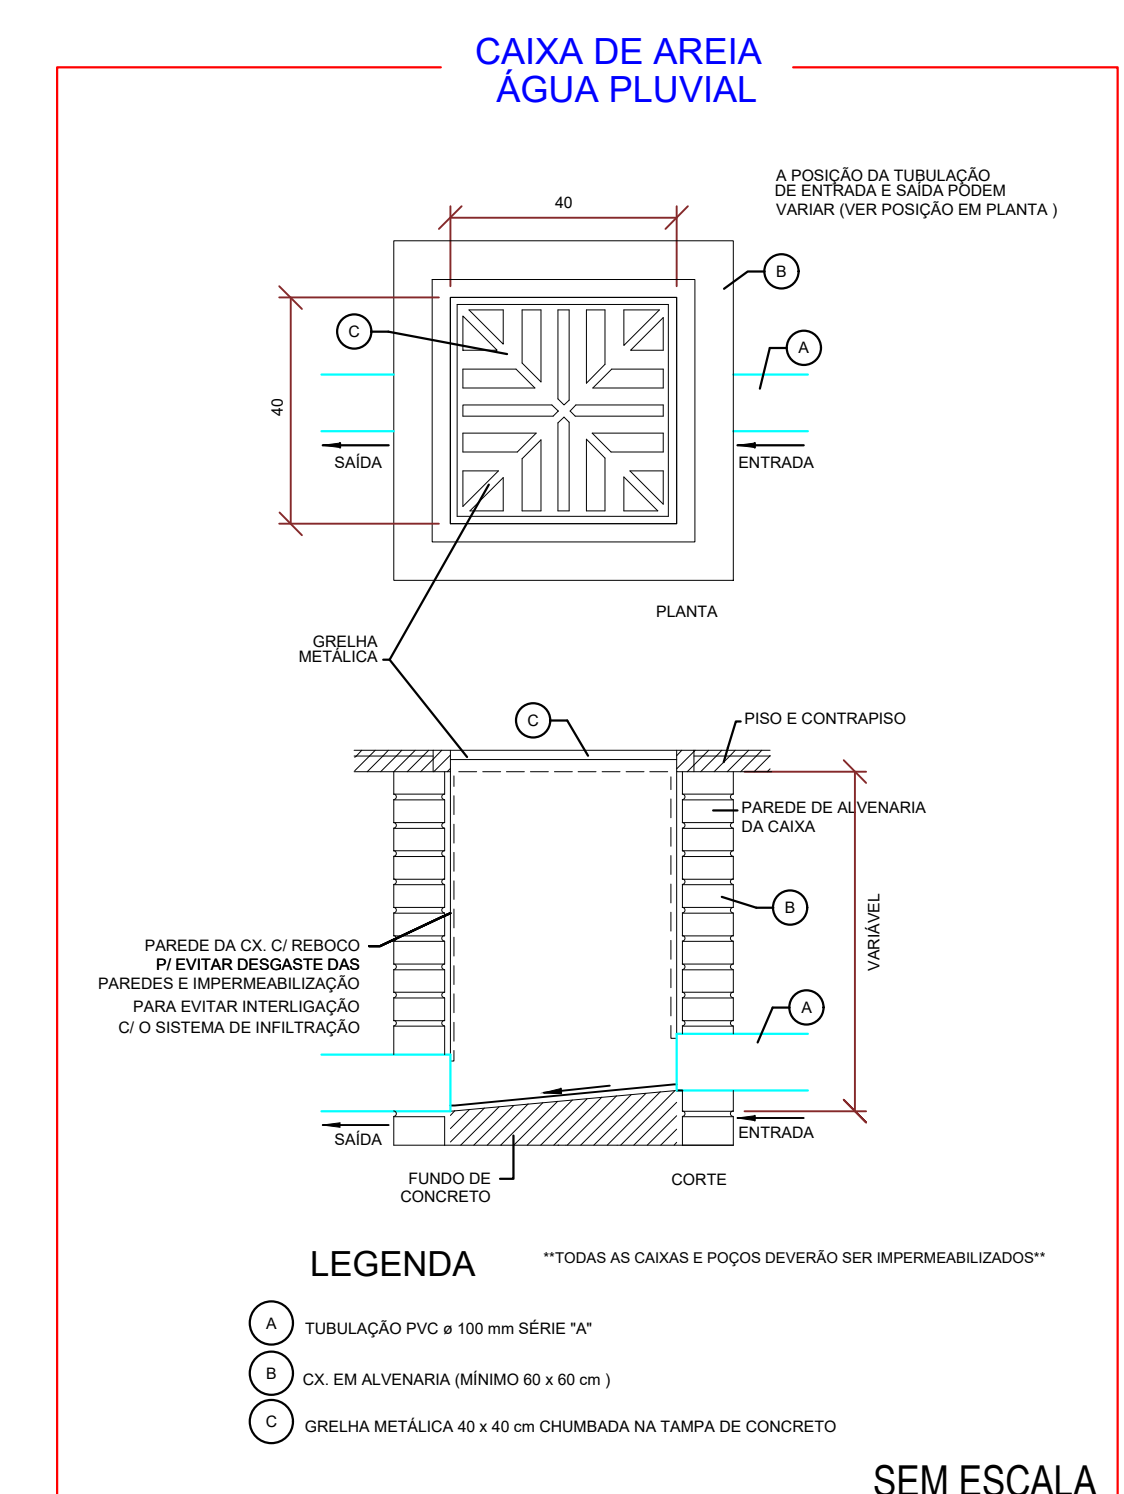 CAIXA DE AREIA
ÁGUA PLUVIAL
A POSIÇÃO DA TUBULAÇÃO
DE ENTRADA E SAÍDA PODEM
VARIAR (VER POSIÇÃO EM PLANTA )
40
B
C
A
40
SAÍDA
ENTRADA
PLANTA
GRELHA
METÁLICA
C
PISO E CONTRAPISO
PAREDE DE ALVENARIA
DA CAIXA
B
VARIÁVEL
PAREDE DA CX. C/ REBOCO
P/ EVITAR DESGASTE DAS
PAREDES E IMPERMEABILIZAÇÃO
PARA EVITAR INTERLIGAÇÃO
C/ O SISTEMA DE INFILTRAÇÃO
A
SAÍDA
ENTRADA
FUNDO DE
CONCRETO
CORTE
LEGENDA
**TODAS AS CAIXAS E POÇOS DEVERÃO SER IMPERMEABILIZADOS**
A TUBULAÇÃO PVC ø 100 mm SÉRIE "A"
B CX. EM ALVENARIA (MÍNIMO 60 x 60 cm )
C GRELHA METÁLICA 40 x 40 cm CHUMBADA NA TAMPA DE CONCRETO
SEM ESCALA